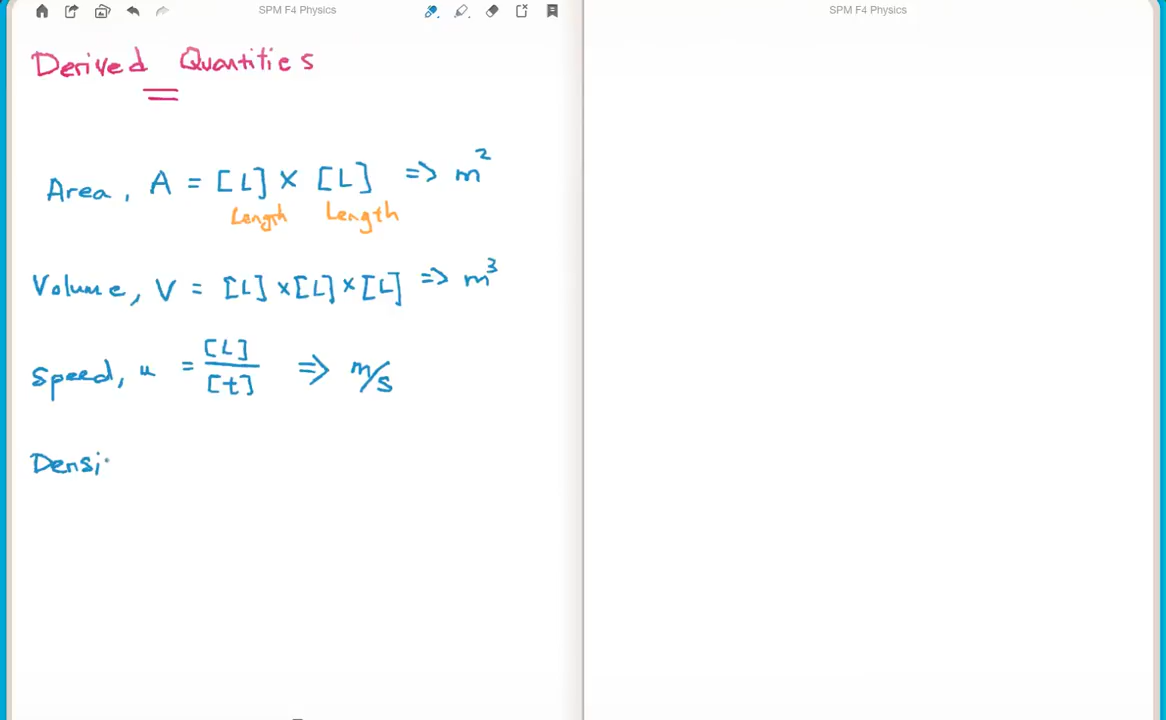 SPM F4 Physics
SPM F4 Physics
Derived Quantities
Area, A = [L] × [L] => m²
Length Length
Volume, V = [L] × [L] × [L] => m³
Speed, u = [L] / [t] => m/s
Densi